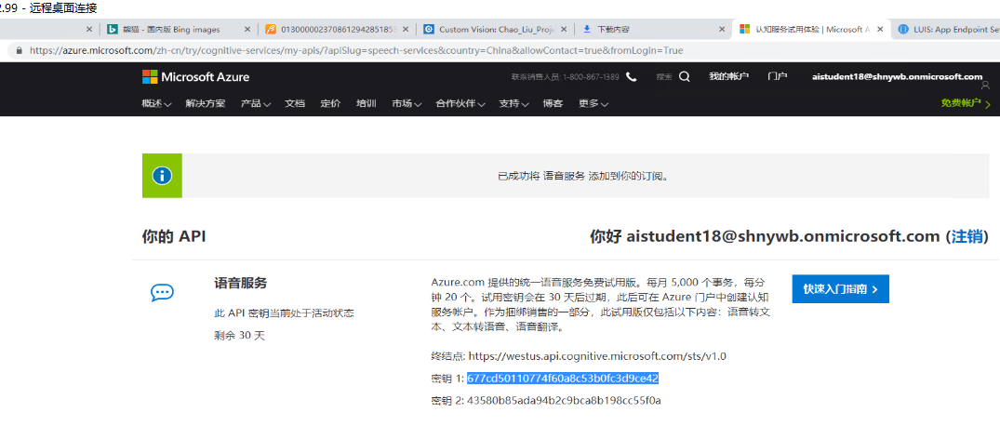 2.99 - 远程桌面连接
熊猫 - 国内版 Bing images
Custom Vision: Chao_Liu_Proje
下载内容
认知服务试用体验 | Microsoft A
LUIS: App Endpoint Set
https://azure.microsoft.com/zh-cn/try/cognitive-services/my-apis/?apiSlug=speech-services&country=China&allowContact=true&fromLogin=True
Microsoft Azure
联系销售人员: 1-800-867-1389
搜索
我的帐户
门户
aistudent18@shnywb.onmicrosoft.com
概述 解决方案 产品 文档 定价 培训 市场 合作伙伴 支持 博客 更多
免费帐户
已成功将 语音服务 添加到你的订阅。
你的 API
你好 aistudent18@shnywb.onmicrosoft.com (注销)
语音服务
此 API 密钥当前处于活动状态
剩余 30 天
Azure.com 提供的统一语音服务免费试用版。每月 5,000 个事务，每分
钟 20 个。试用密钥会在 30 天后过期，此后可在 Azure 门户中创建认知
服务帐户。作为捆绑销售的一部分，此试用版仅包括以下内容：语音转文
本、文本转语音、语音翻译。
快速入门指南
终结点: https://westus.api.cognitive.microsoft.com/sts/v1.0
密钥 1: 677cd50110774f60a8c53b0fc3d9ce42
密钥 2: 43580b85ada94b2c9bca8b198cc55f0a